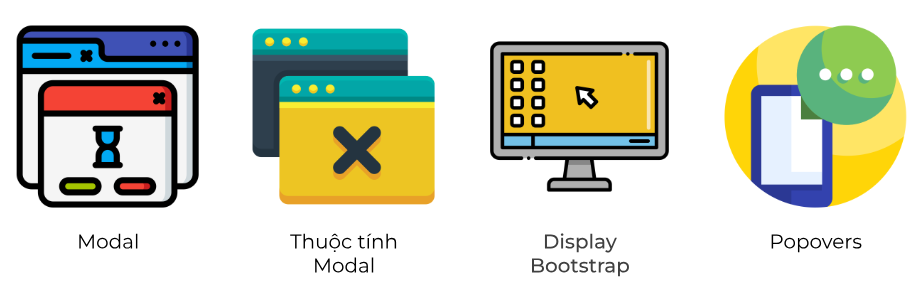 Modal
Thuộc tính
Modal
Display
Bootstrap
Popovers